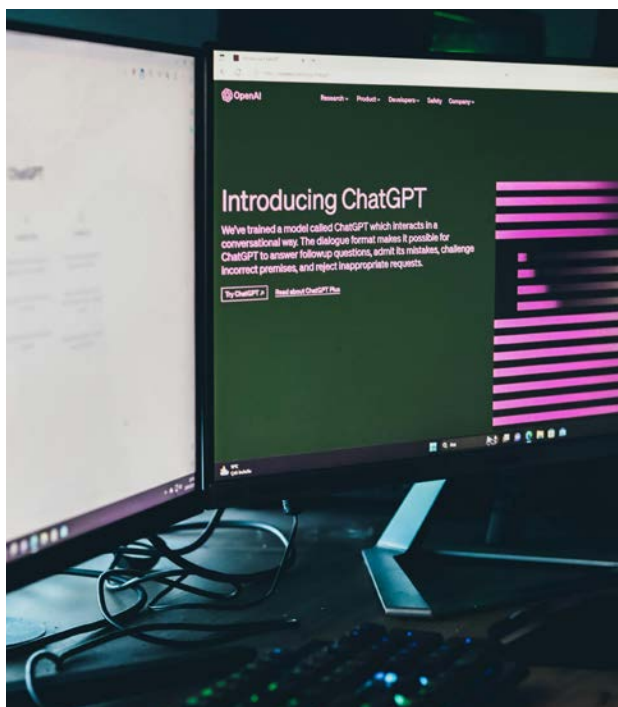 ChatGPT
OpenAI
Research Product Developers Safety Company
Introducing ChatGPT
We've trained a model called ChatGPT which interacts in a
conversational way. The dialogue format makes it possible for
ChatGPT to answer followup questions, admit its mistakes, challenge
incorrect premises, and reject inappropriate requests.
Try ChatGPT ↗ Read about ChatGPT Plus